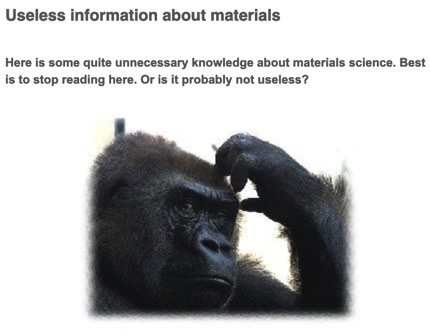 Useless information about materials
Here is some quite unnecessary knowledge about materials science. Best
is to stop reading here. Or is it probably not useless?